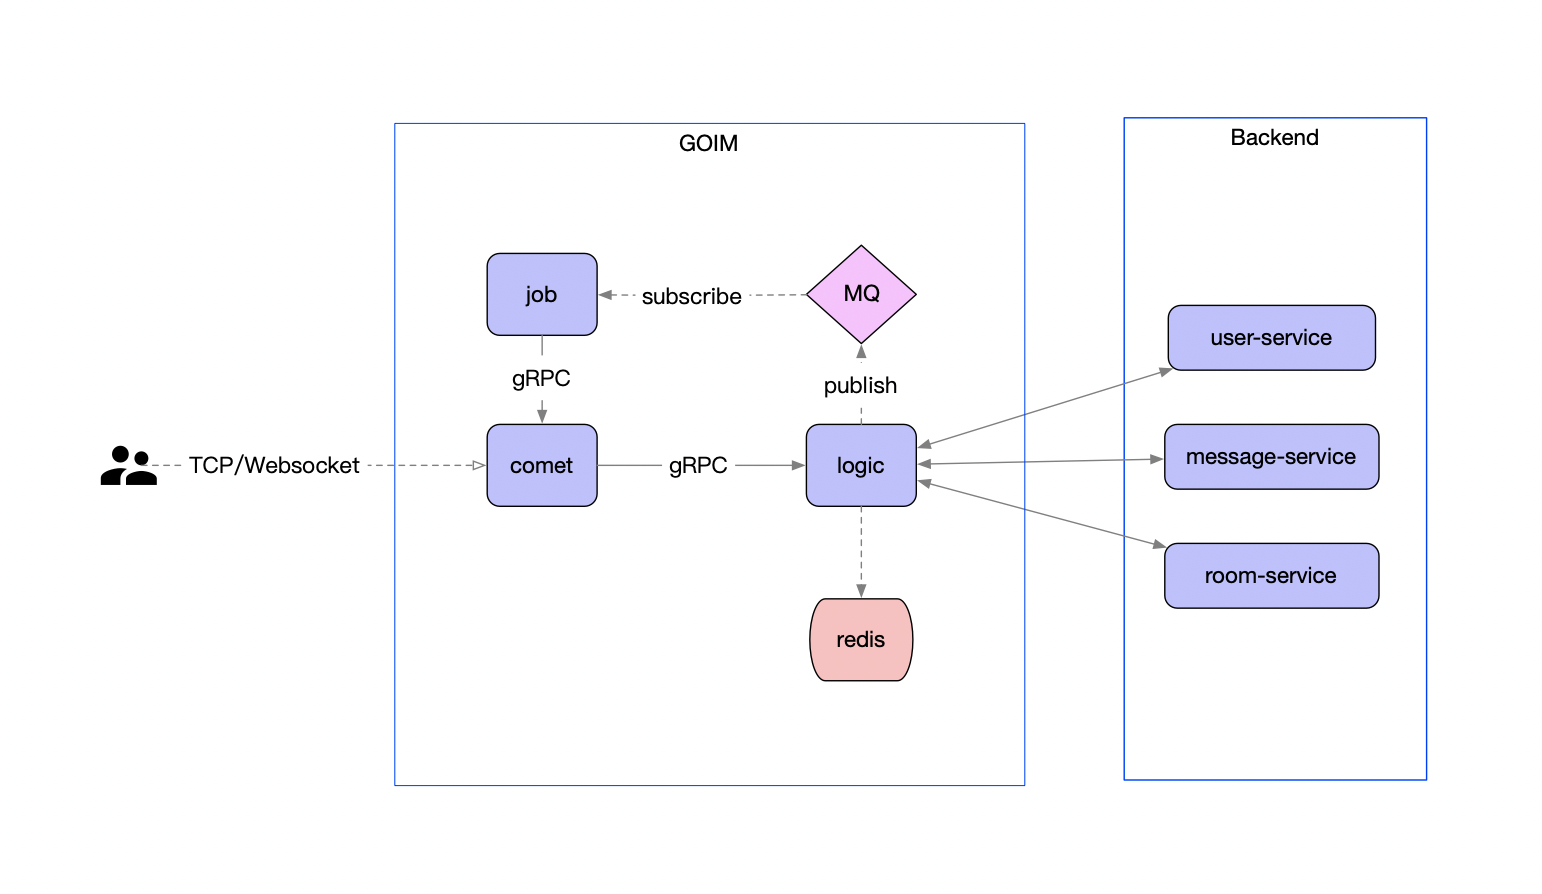 GOIM
Backend
job
subscribe
MQ
user-service
gRPC
publish
TCP/Websocket
comet
gRPC
logic
message-service
room-service
redis